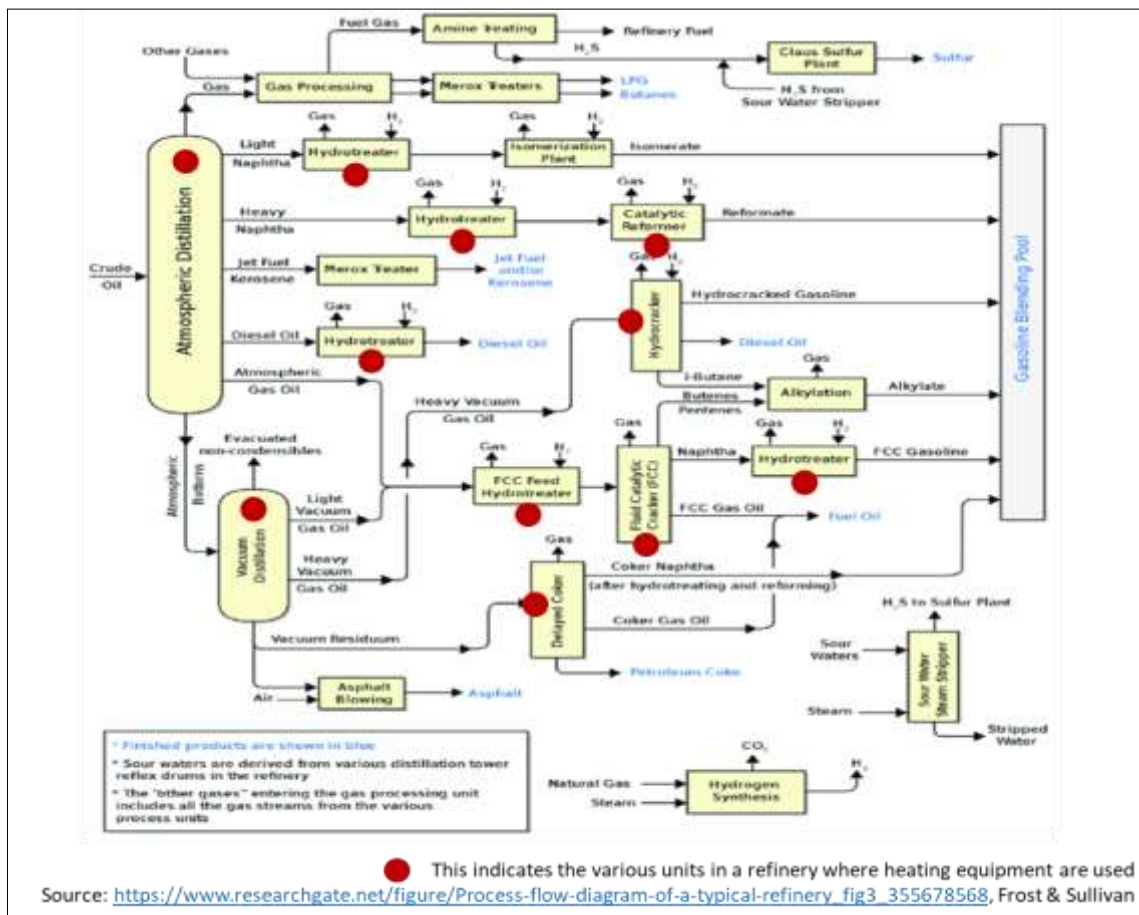 Fuel Gas
Amine Treating
Refinery Fuel
Other Gases
H₂S
Claus Sulfur
Plant
Sulfur
Gas
Gas Processing
Merox Treaters
LPG
Butanes
H₂S from
Sour Water Stripper
Gas
H₂
Gas
H₂
Light
Naphtha
Hydrotreater
Isomerization
Plant
Isomerate
Gas
H₂
Gas
H₂
Heavy
Naphtha
Hydrotreater
Catalytic
Reformer
Reformate
Crude
Oil
Atmospheric Distillation
Jet Fuel
Kerosene
Merox Treater
Jet Fuel
and/or
Kerosene
Gas
H₂
Hydrocracker
Hydrocracked Gasoline
Diesel Oil
Gasoline Blending Pool
Gas
H₂
Diesel Oil
Hydrotreater
Diesel Oil
Atmospheric
Gas Oil
Heavy Vacuum
Gas Oil
I-Butane
Butenes
Pentenes
Gas
Alkylation
Alkylate
Atmospheric
Bottoms
Evacuated
non-condensibles
Vacuum
Distillation
Light
Vacuum
Gas Oil
Heavy
Vacuum
Gas Oil
Gas
H₂
FCC Feed
Hydrotreater
Gas
Fluid Catalytic
Cracker (FCC)
Naphtha
Gas
H₂
Hydrotreater
FCC Gasoline
FCC Gas Oil
Fuel Oil
Gas
Delayed Coker
Coker Naphtha
(after hydrotreating and reforming)
Coker Gas Oil
Petroleum Coke
Vacuum Residuum
Air
Asphalt
Blowing
Asphalt
H₂S to Sulfur Plant
Sour
Waters
Sour Water
Steam Stripper
Steam
Stripped
Water
* Finished products are shown in blue
* Sour waters are derived from various distillation tower
reflex drums in the refinery
* The "other gases" entering the gas processing unit
includes all the gas streams from the various
process units
CO₂
Natural Gas
Steam
Hydrogen
Synthesis
H₂
This indicates the various units in a refinery where heating equipment are used
Source: https://www.researchgate.net/figure/Process-flow-diagram-of-a-typical-refinery_fig3_355678568, Frost & Sullivan